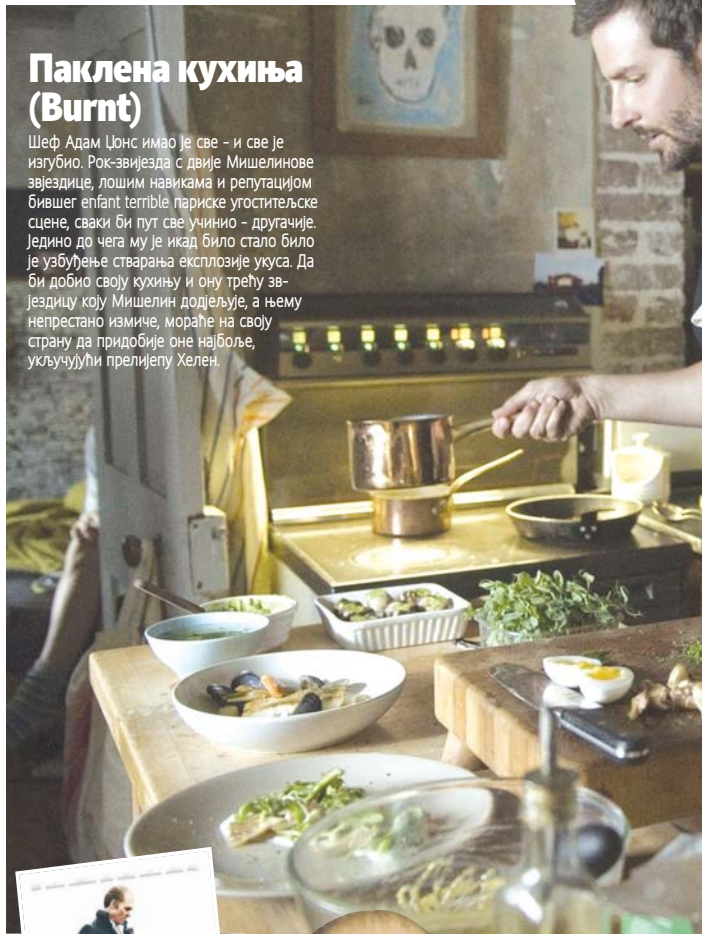 Паклена кухиња
(Burnt)
Шеф Адам Џонс имао је све - и све је
изгубио. Рок-звијезда с двије Мишелинове
звјездице, лошим навикама и репутацијом
бившег enfant terrible париске угоститељске
сцене, сваки би пут све учинио - другачије.
Једино до чега му је икад било стало било
је узбуђење стварања експлозије укуса. Да
би добио своју кухињу и ону трећу зв-
јездицу коју Мишелин додјељује, а њему
непрестано измиче, мораће на своју
страну да придобије оне најбоље,
укључујући прелијепу Хелен.